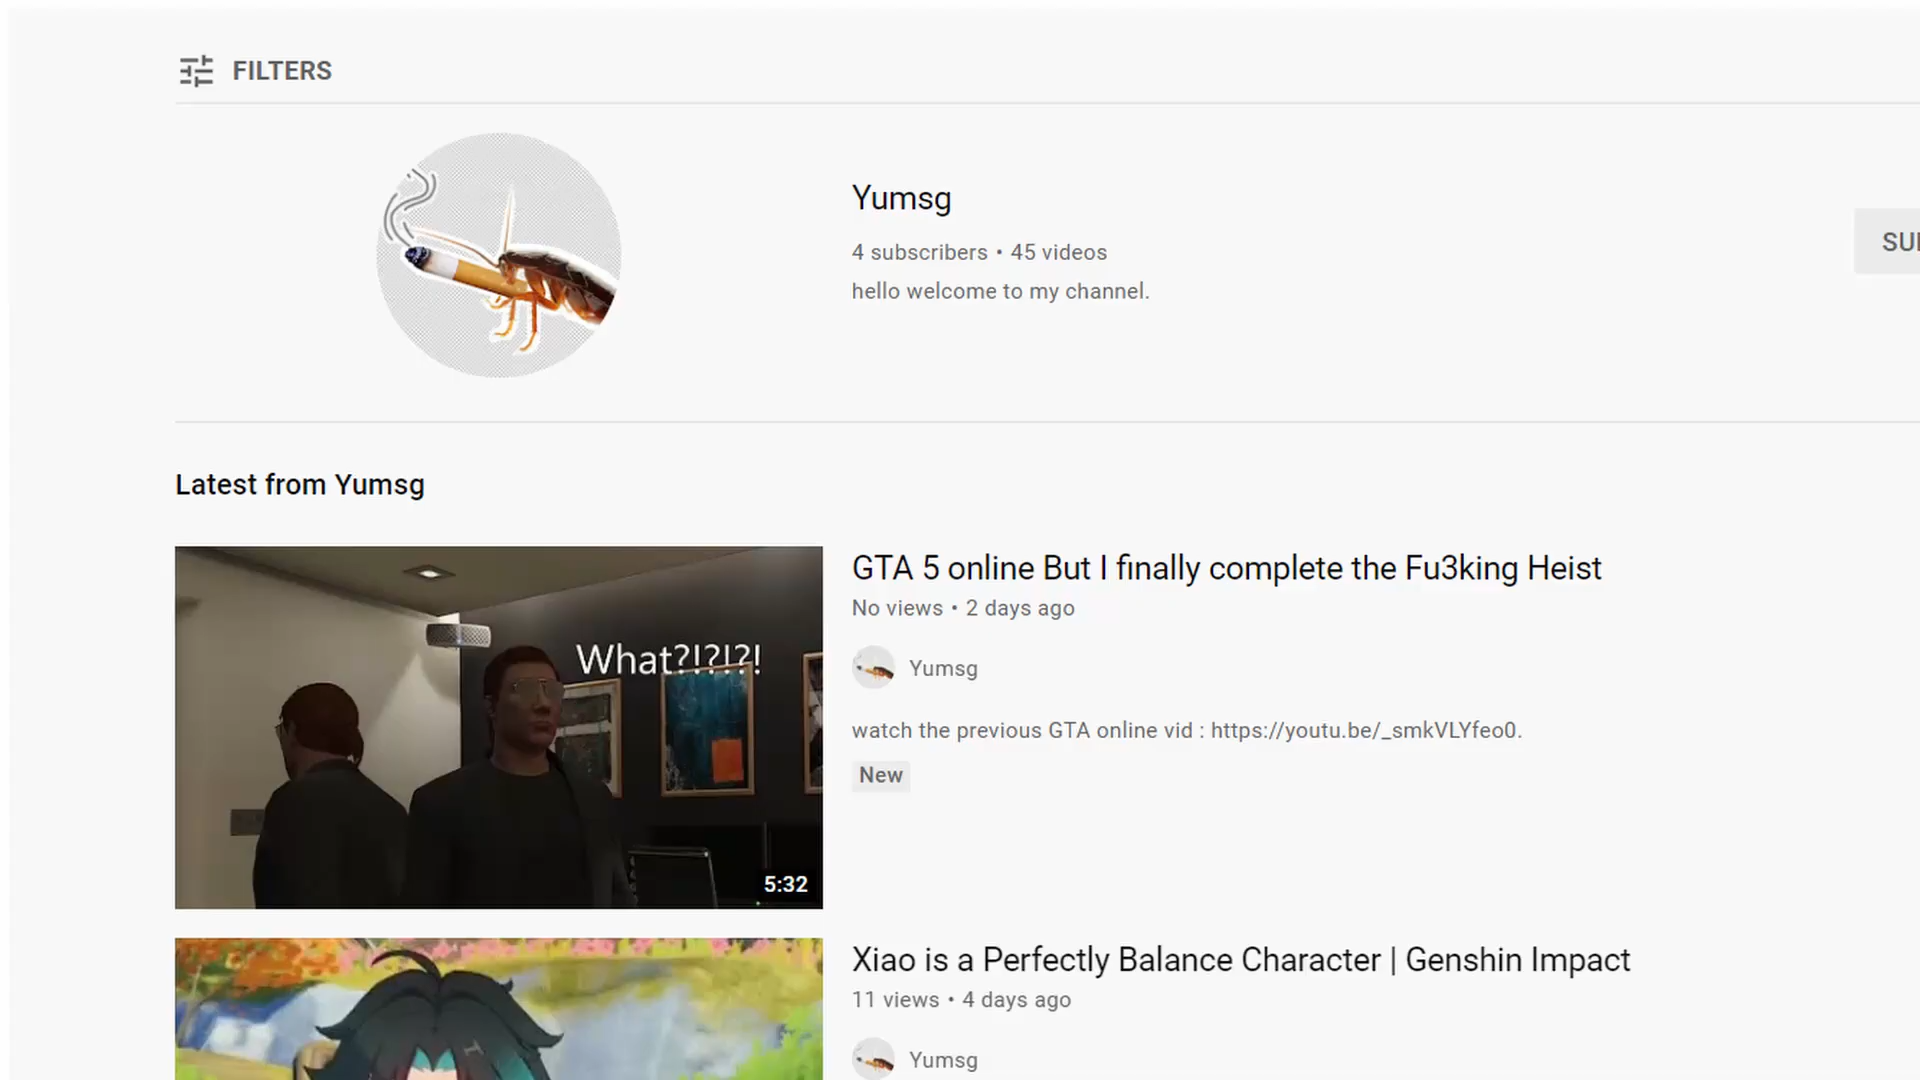 FILTERS
Yumsg
4 subscribers • 45 videos
hello welcome to my channel.
Latest from Yumsg
GTA 5 online But I finally complete the Fu3king Heist
No views • 2 days ago
What?!?!?!
Yumsg
watch the previous GTA online vid : https://youtu.be/_smkVLYfeo0.
New
5:32
Xiao is a Perfectly Balance Character | Genshin Impact
11 views • 4 days ago
Yumsg